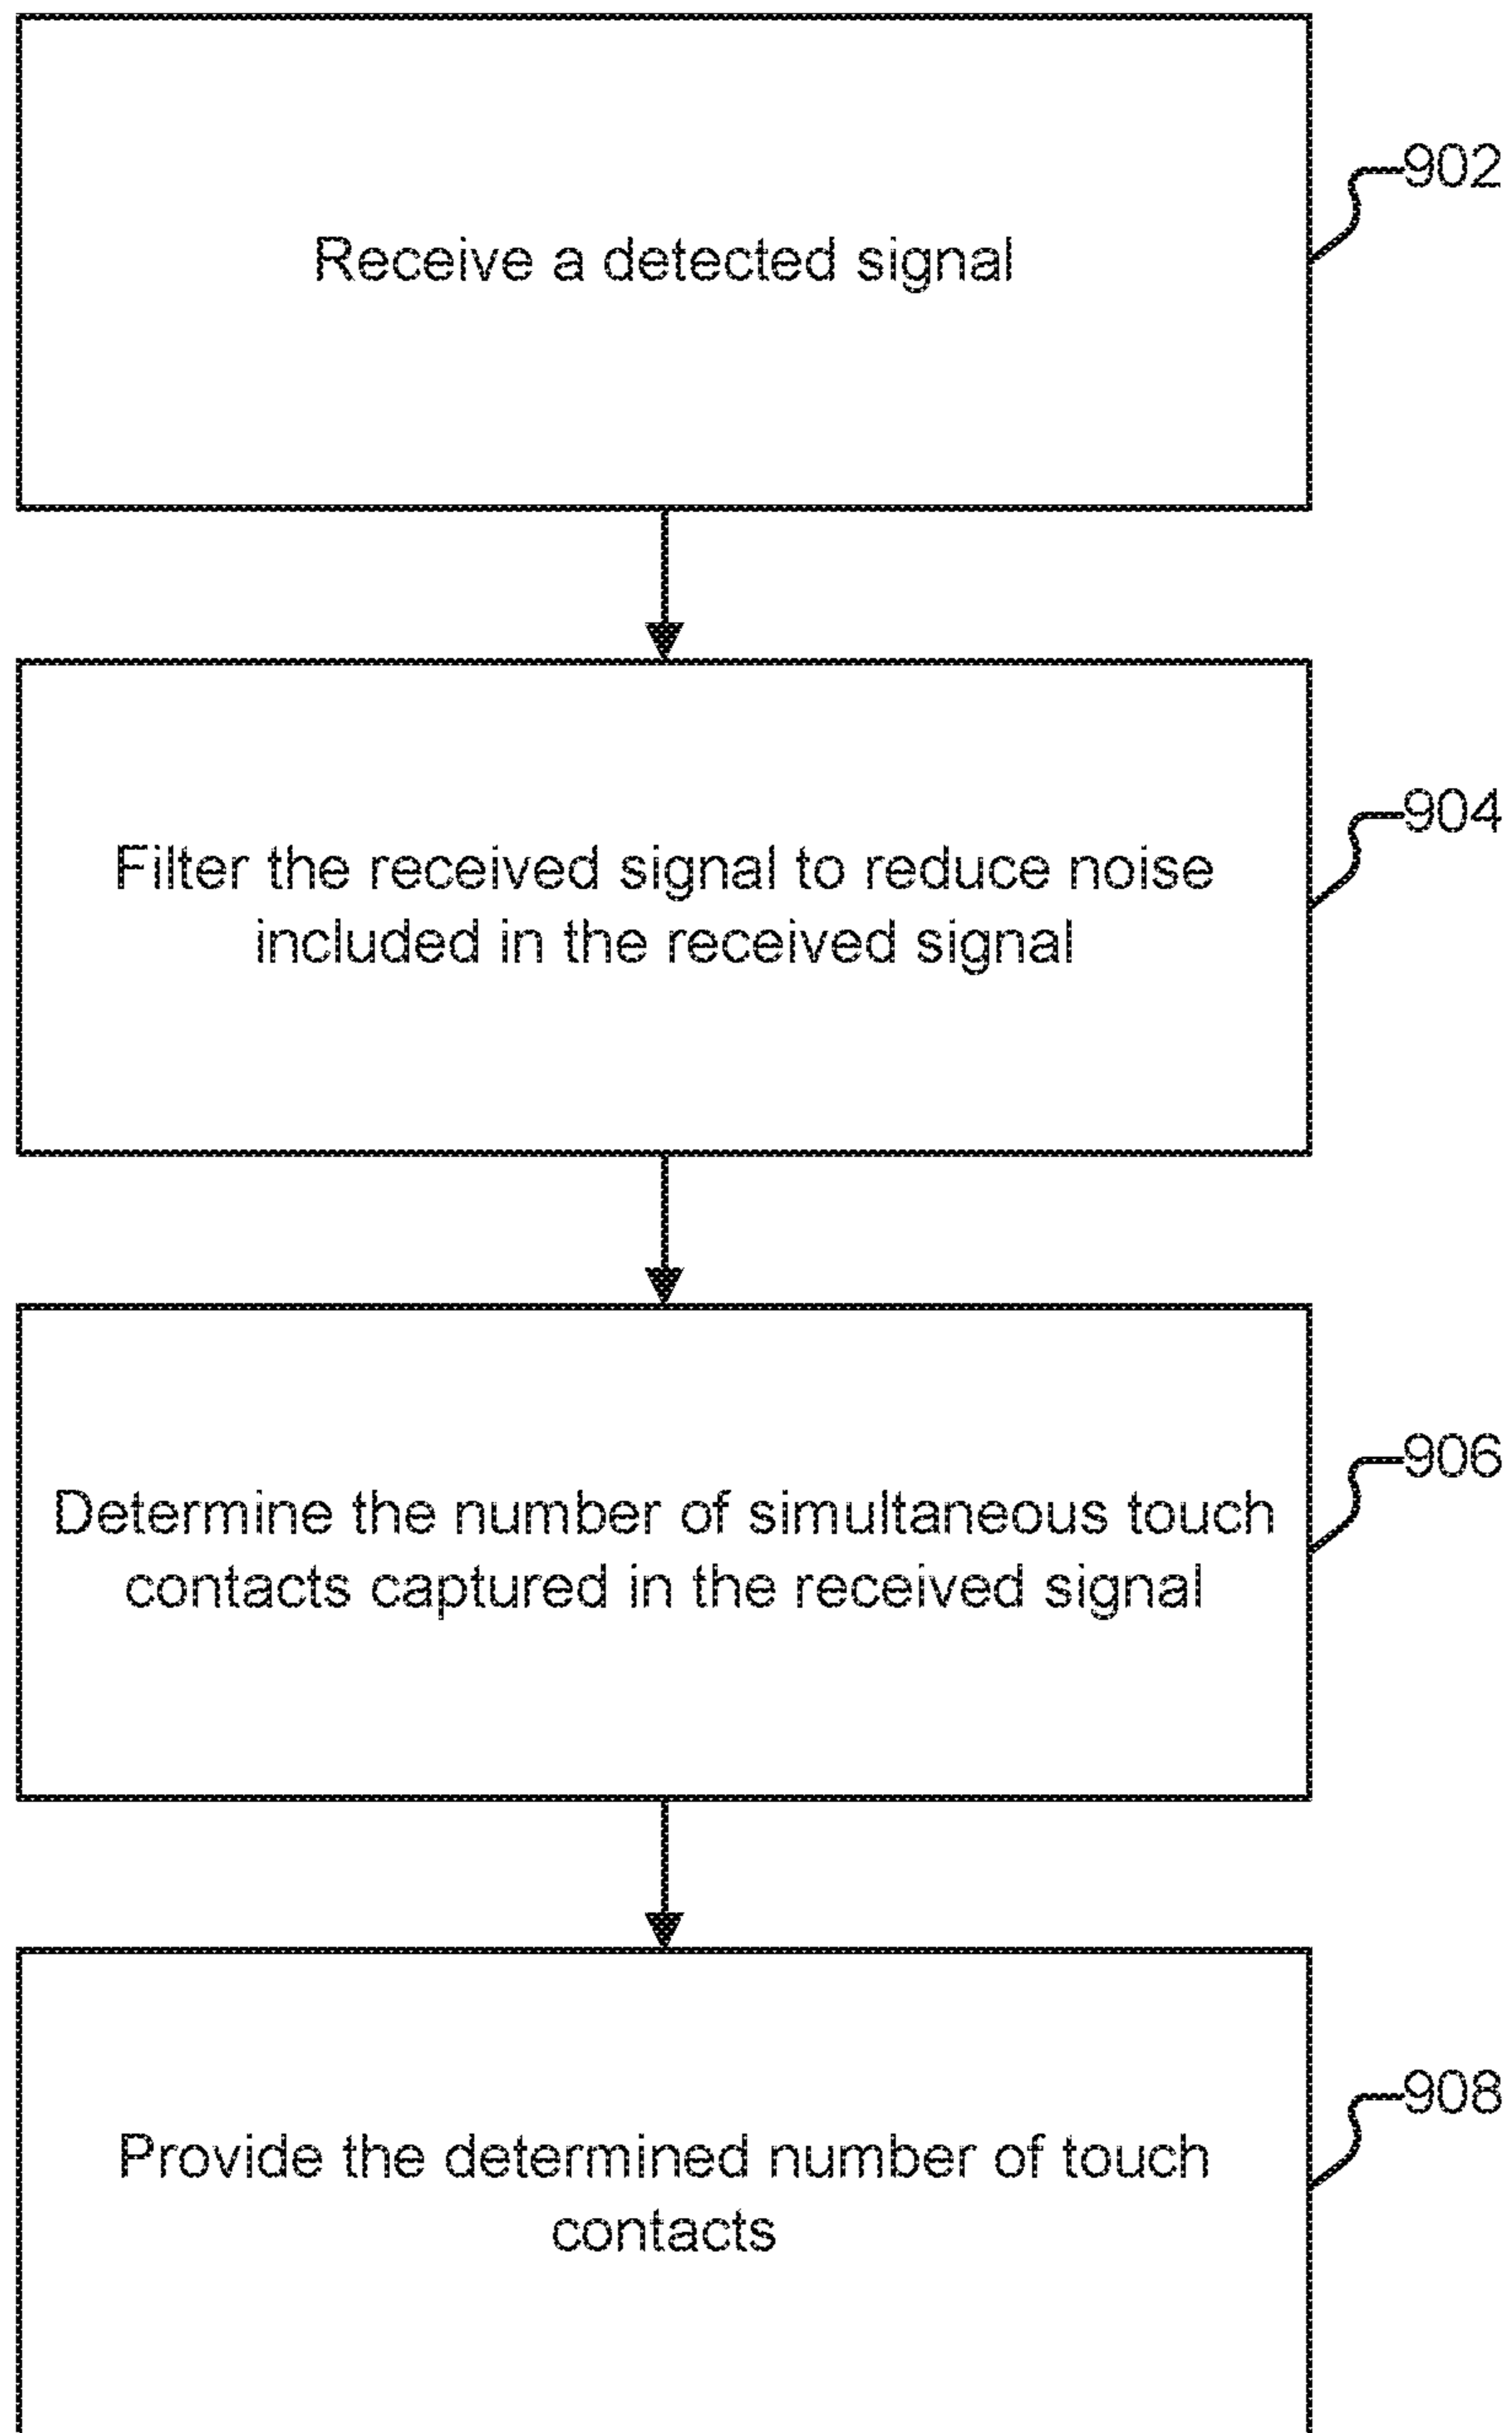 Receive a detected signal
902
Filter the received signal to reduce noise
included in the received signal
904
Determine the number of simultaneous touch
contacts captured in the received signal
906
Provide the determined number of touch
contacts
908